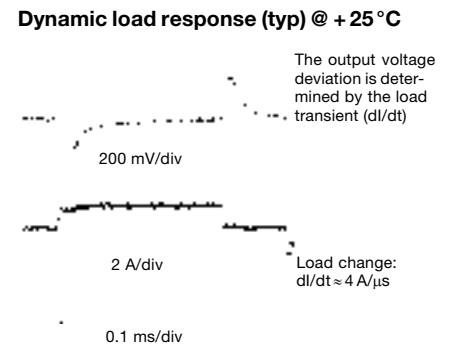 Dynamic load response (typ) @ + 25 °C
The output voltage
deviation is deter-
mined by the load
transient (dI/dt)
200 mV/div
2 A/div
Load change:
dI/dt ≈ 4 A/μs
0.1 ms/div